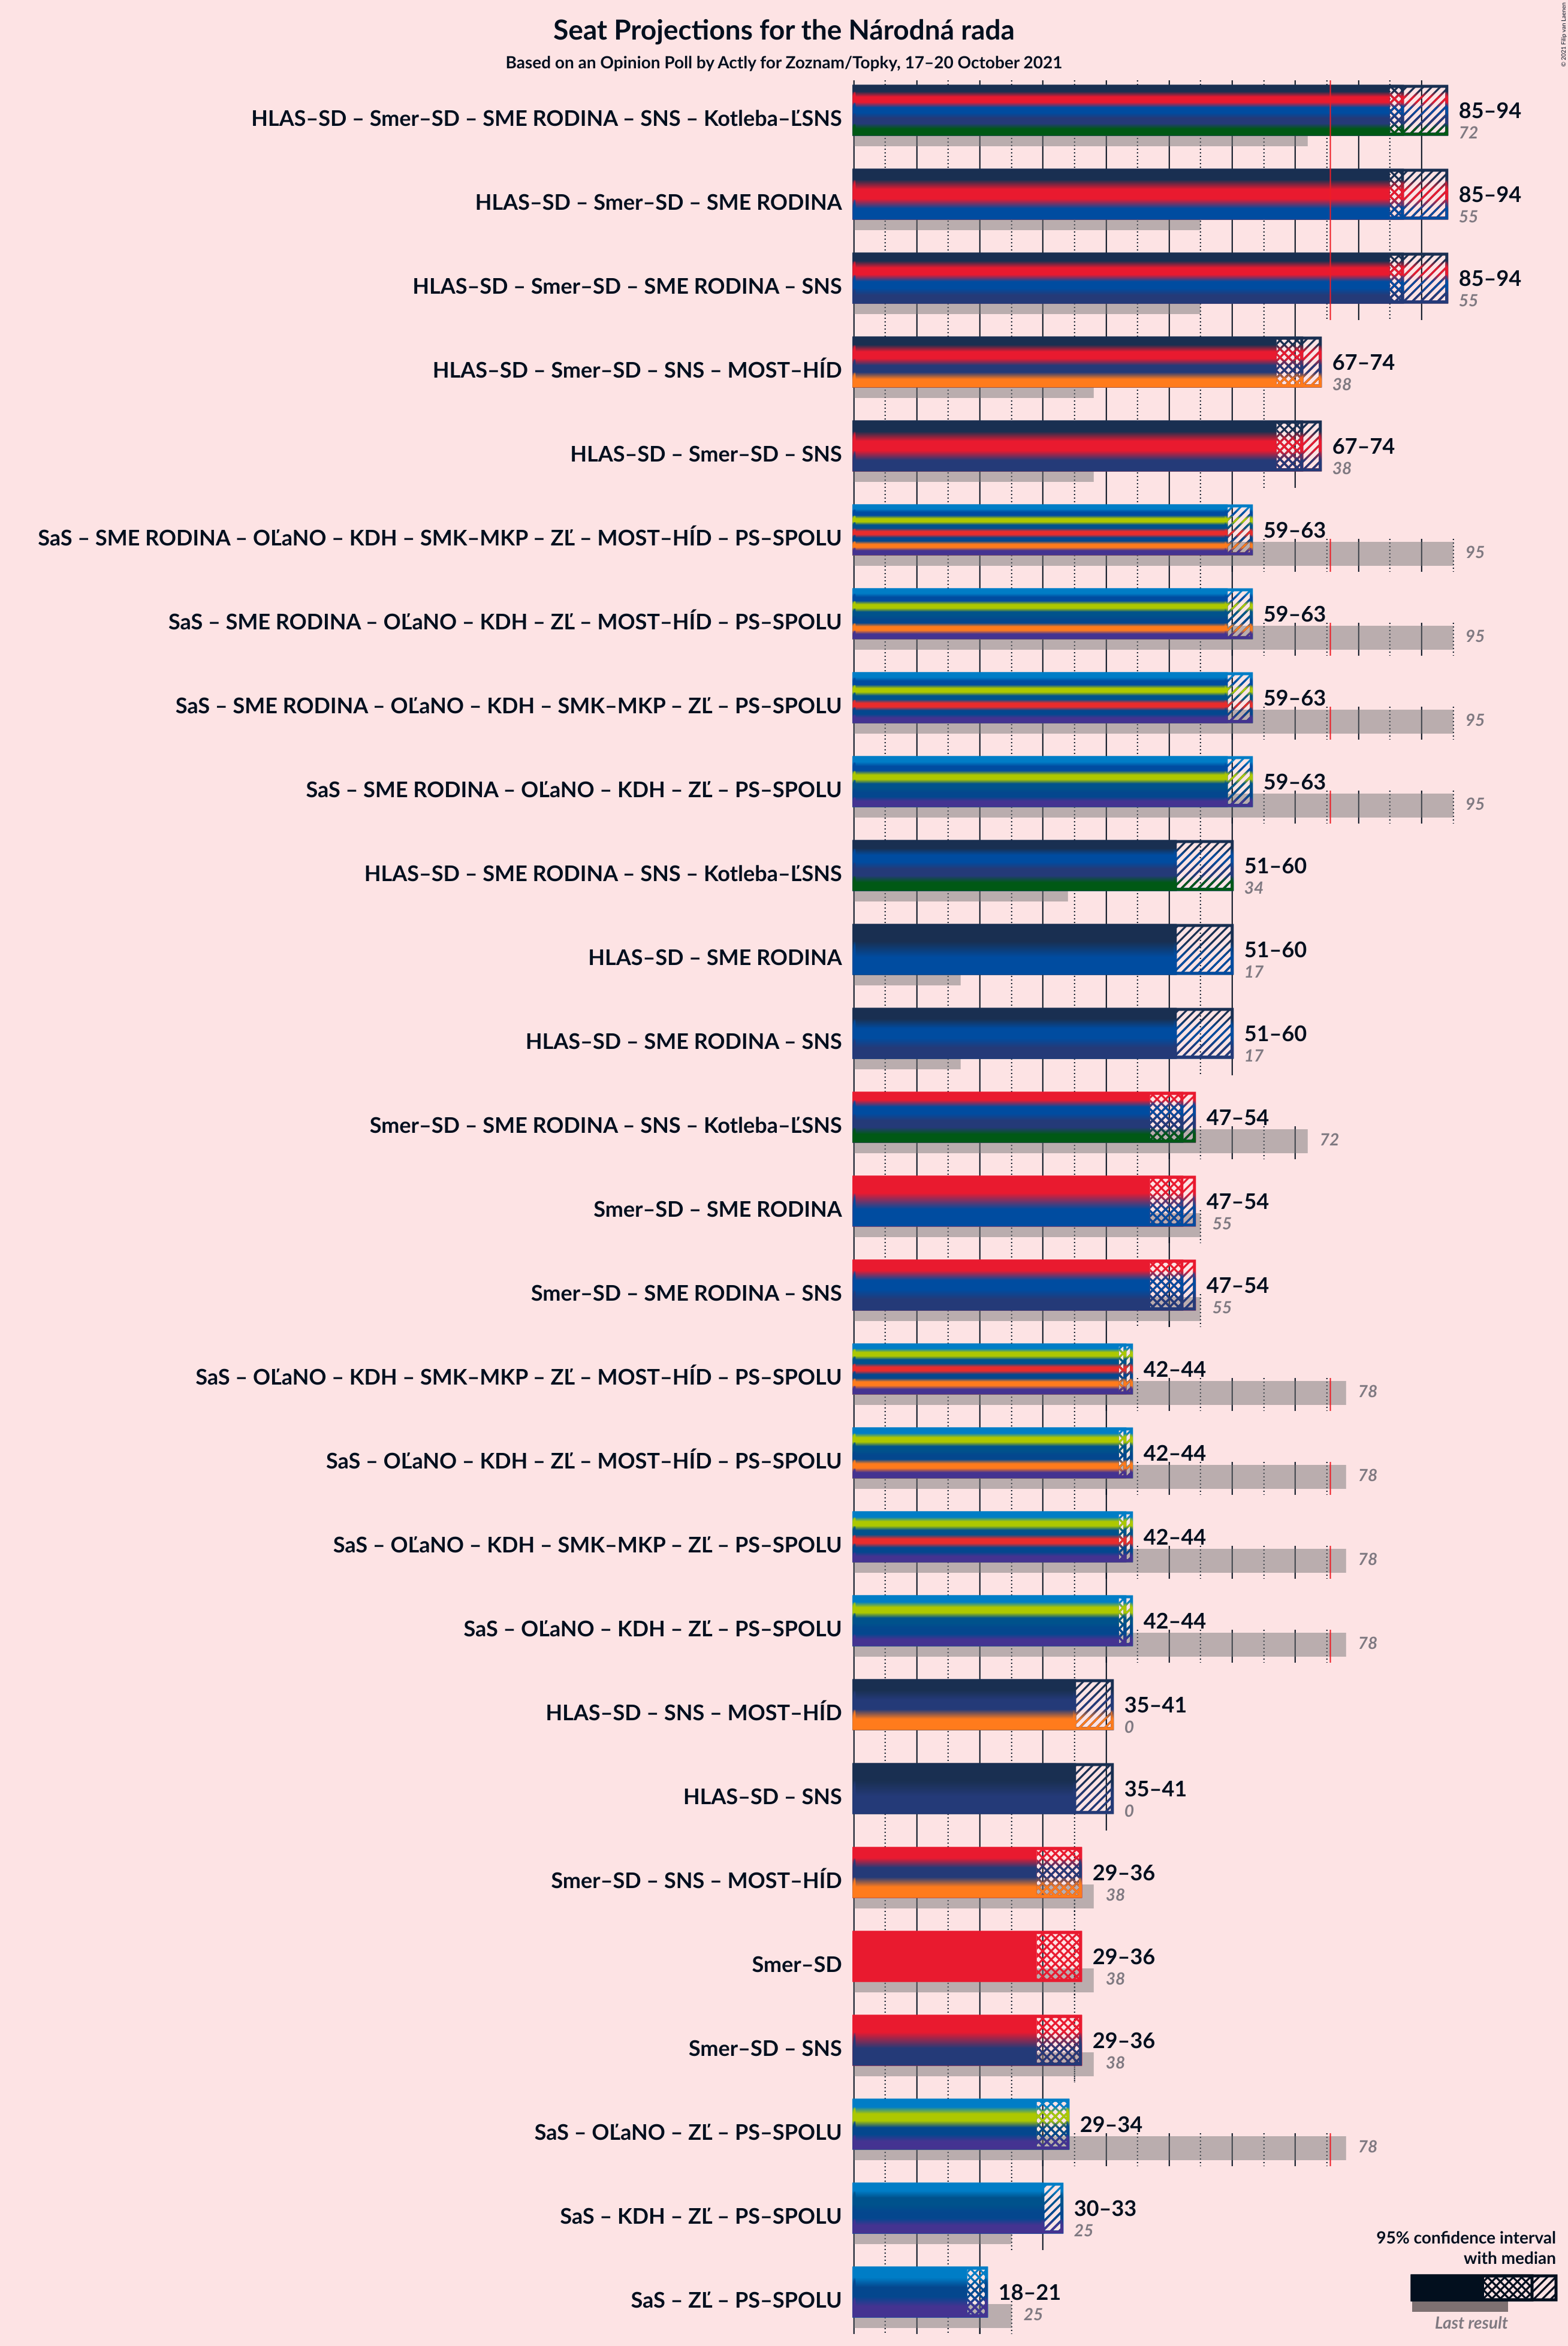 Seat Projections for the Národná rada
Based on an Opinion Poll by Actly for Zoznam/Topky, 17–20 October 2021
© 2021 Filip van Laenen
HLAS–SD – Smer–SD – SME RODINA – SNS – Kotleba–ĽSNS
85–94
72
HLAS–SD – Smer–SD – SME RODINA
85–94
55
HLAS–SD – Smer–SD – SME RODINA – SNS
85–94
55
HLAS–SD – Smer–SD – SNS – MOST–HÍD
67–74
38
HLAS–SD – Smer–SD – SNS
67–74
38
SaS – SME RODINA – OĽaNO – KDH – SMK–MKP – ZĽ – MOST–HÍD – PS–SPOLU
59–63
95
SaS – SME RODINA – OĽaNO – KDH – ZĽ – MOST–HÍD – PS–SPOLU
59–63
95
SaS – SME RODINA – OĽaNO – KDH – SMK–MKP – ZĽ – PS–SPOLU
59–63
95
SaS – SME RODINA – OĽaNO – KDH – ZĽ – PS–SPOLU
59–63
95
HLAS–SD – SME RODINA – SNS – Kotleba–ĽSNS
51–60
34
HLAS–SD – SME RODINA
51–60
17
HLAS–SD – SME RODINA – SNS
51–60
17
Smer–SD – SME RODINA – SNS – Kotleba–ĽSNS
47–54
72
Smer–SD – SME RODINA
47–54
55
Smer–SD – SME RODINA – SNS
47–54
55
SaS – OĽaNO – KDH – SMK–MKP – ZĽ – MOST–HÍD – PS–SPOLU
42–44
78
SaS – OĽaNO – KDH – ZĽ – MOST–HÍD – PS–SPOLU
42–44
78
SaS – OĽaNO – KDH – SMK–MKP – ZĽ – PS–SPOLU
42–44
78
SaS – OĽaNO – KDH – ZĽ – PS–SPOLU
42–44
78
HLAS–SD – SNS – MOST–HÍD
35–41
0
HLAS–SD – SNS
35–41
0
Smer–SD – SNS – MOST–HÍD
29–36
38
Smer–SD
29–36
38
Smer–SD – SNS
29–36
38
SaS – OĽaNO – ZĽ – PS–SPOLU
29–34
78
SaS – KDH – ZĽ – PS–SPOLU
30–33
25
SaS – ZĽ – PS–SPOLU
18–21
25
95% confidence interval
with median
Last result